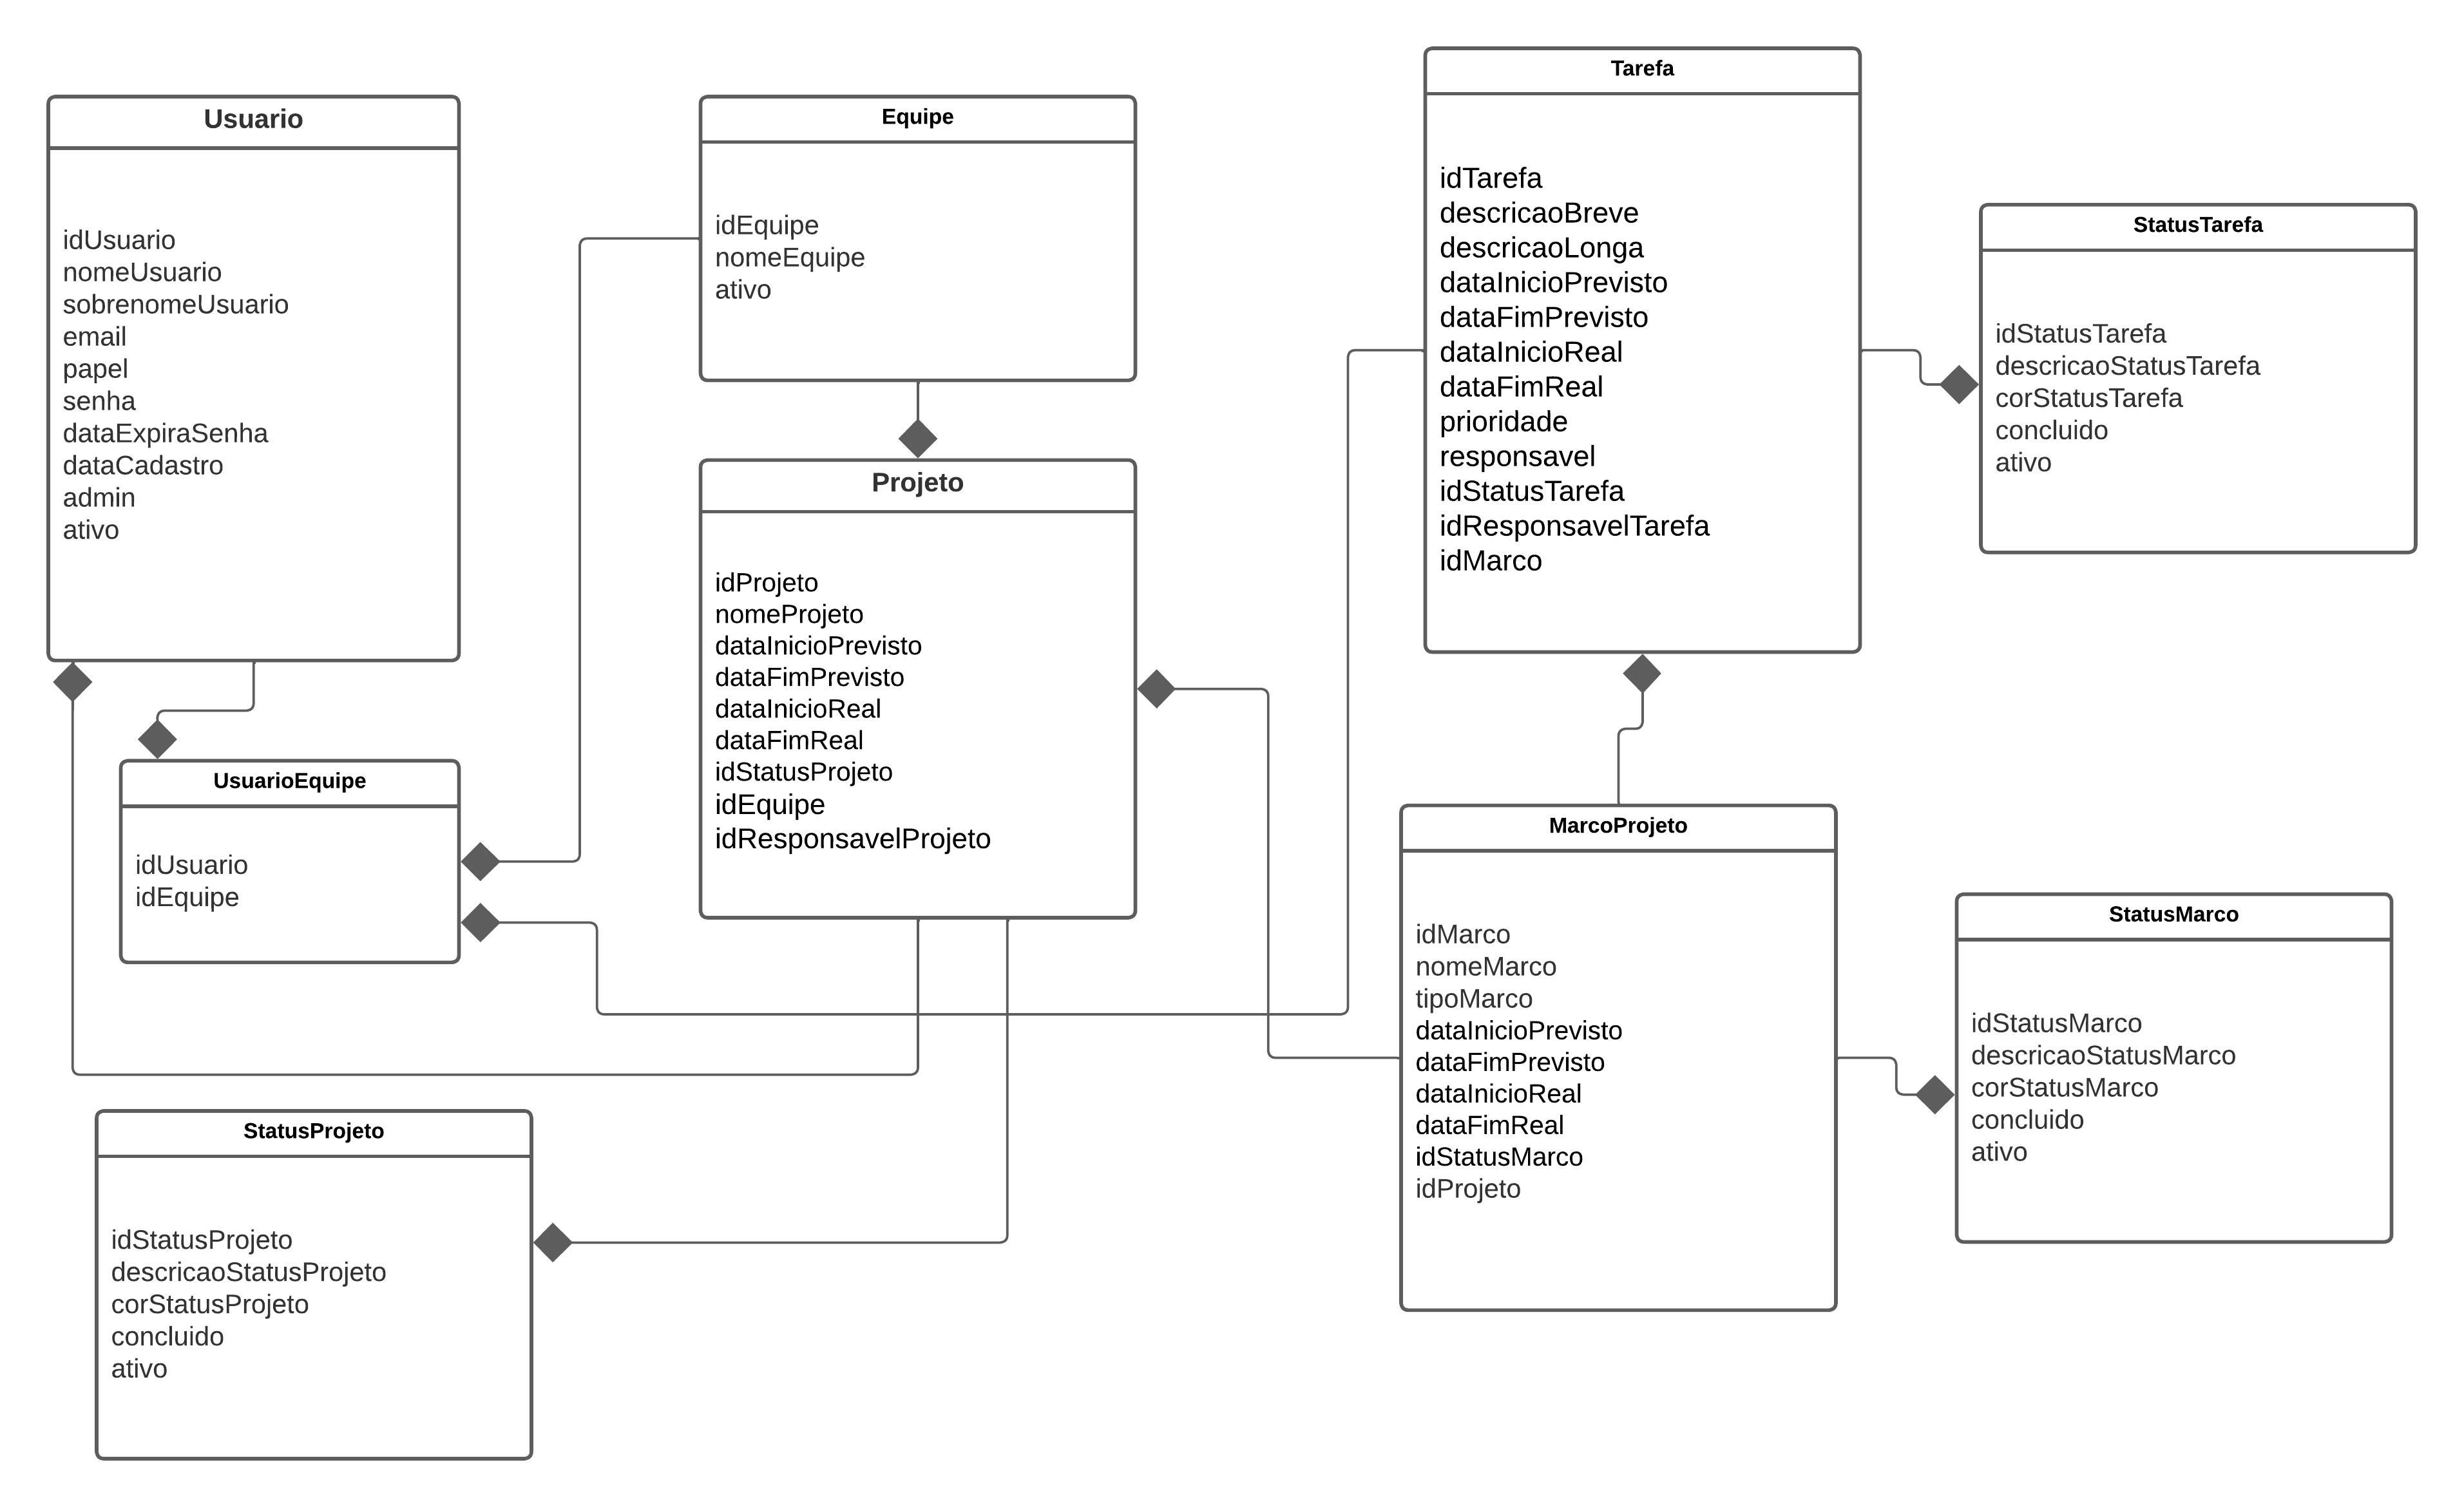 Usuario
idUsuario
nomeUsuario
sobrenomeUsuario
email
papel
senha
dataExpiraSenha
dataCadastro
admin
ativo
Equipe
idEquipe
nomeEquipe
ativo
Tarefa
idTarefa
descricaoBreve
descricaoLonga
dataInicioPrevisto
dataFimPrevisto
dataInicioReal
dataFimReal
prioridade
responsavel
idStatusTarefa
idResponsavelTarefa
idMarco
StatusTarefa
idStatusTarefa
descricaoStatusTarefa
corStatusTarefa
concluido
ativo
Projeto
idProjeto
nomeProjeto
dataInicioPrevisto
dataFimPrevisto
dataInicioReal
dataFimReal
idStatusProjeto
idEquipe
idResponsavelProjeto
UsuarioEquipe
idUsuario
idEquipe
MarcoProjeto
idMarco
nomeMarco
tipoMarco
dataInicioPrevisto
dataFimPrevisto
dataInicioReal
dataFimReal
idStatusMarco
idProjeto
StatusMarco
idStatusMarco
descricaoStatusMarco
corStatusMarco
concluido
ativo
StatusProjeto
idStatusProjeto
descricaoStatusProjeto
corStatusProjeto
concluido
ativo